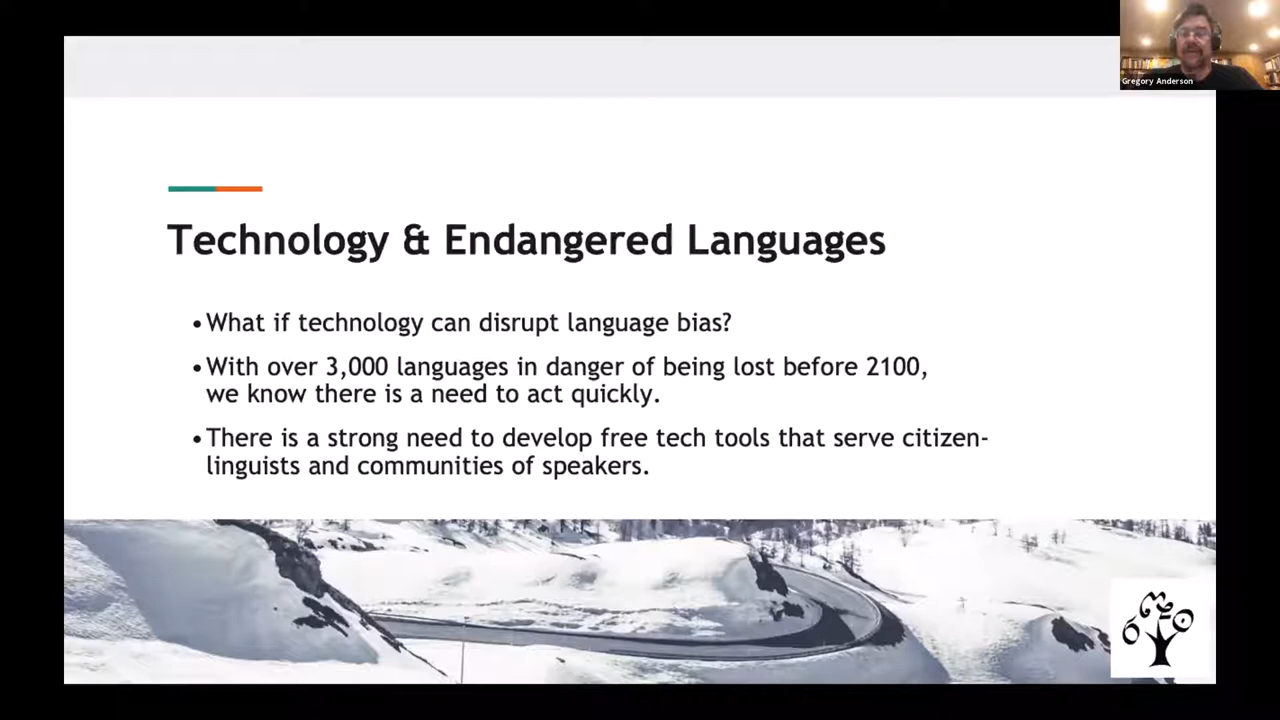 Gregory Anderson
Technology & Endangered Languages
•What if technology can disrupt language bias?
•With over 3,000 languages in danger of being lost before 2100,
we know there is a need to act quickly.
•There is a strong need to develop free tech tools that serve citizen-
linguists and communities of speakers.